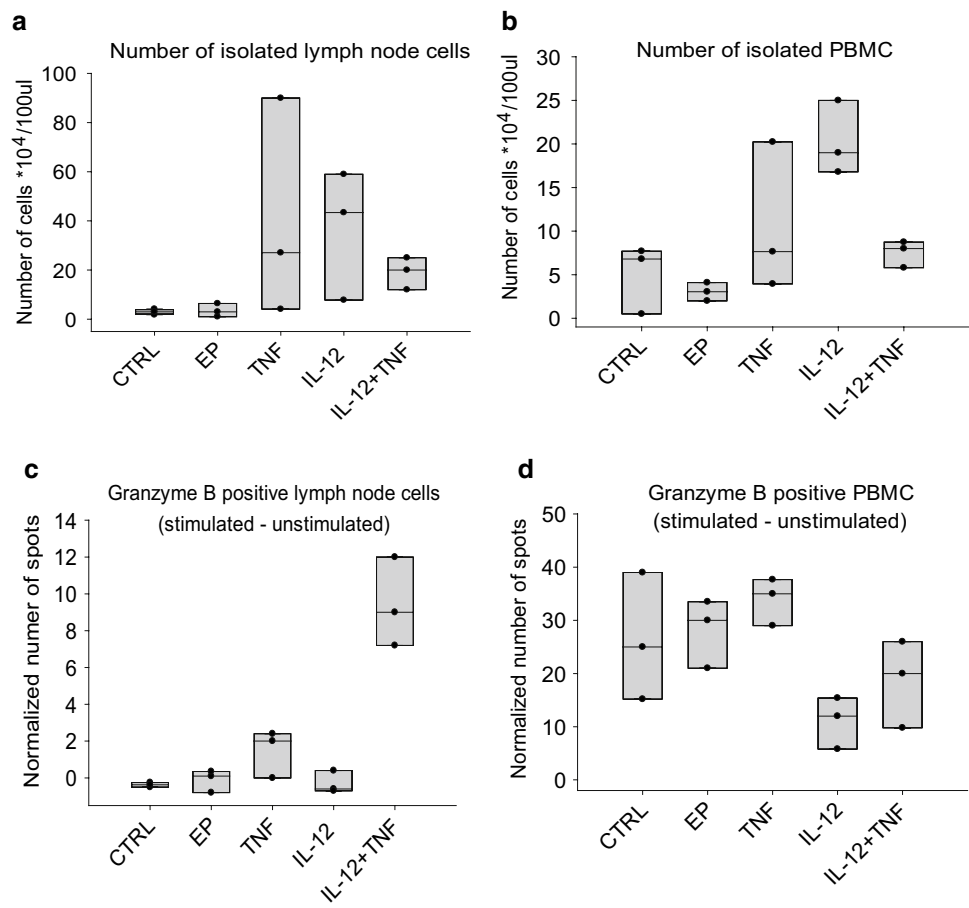 a
Number of isolated lymph node cells
Number of cells *10⁴/100ul
100
80
60
40
20
0
CTRL
EP
TNF
IL-12
IL-12+TNF
b
Number of isolated PBMC
Number of cells *10⁴/100ul
30
25
20
15
10
5
0
CTRL
EP
TNF
IL-12
IL-12+TNF
c
Granzyme B positive lymph node cells
(stimulated - unstimulated)
Normalized numer of spots
14
12
10
8
6
4
2
0
CTRL
EP
TNF
IL-12
IL-12+TNF
d
Granzyme B positive PBMC
(stimulated - unstimulated)
Normalized number of spots
50
40
30
20
10
0
CTRL
EP
TNF
IL-12
IL-12+TNF